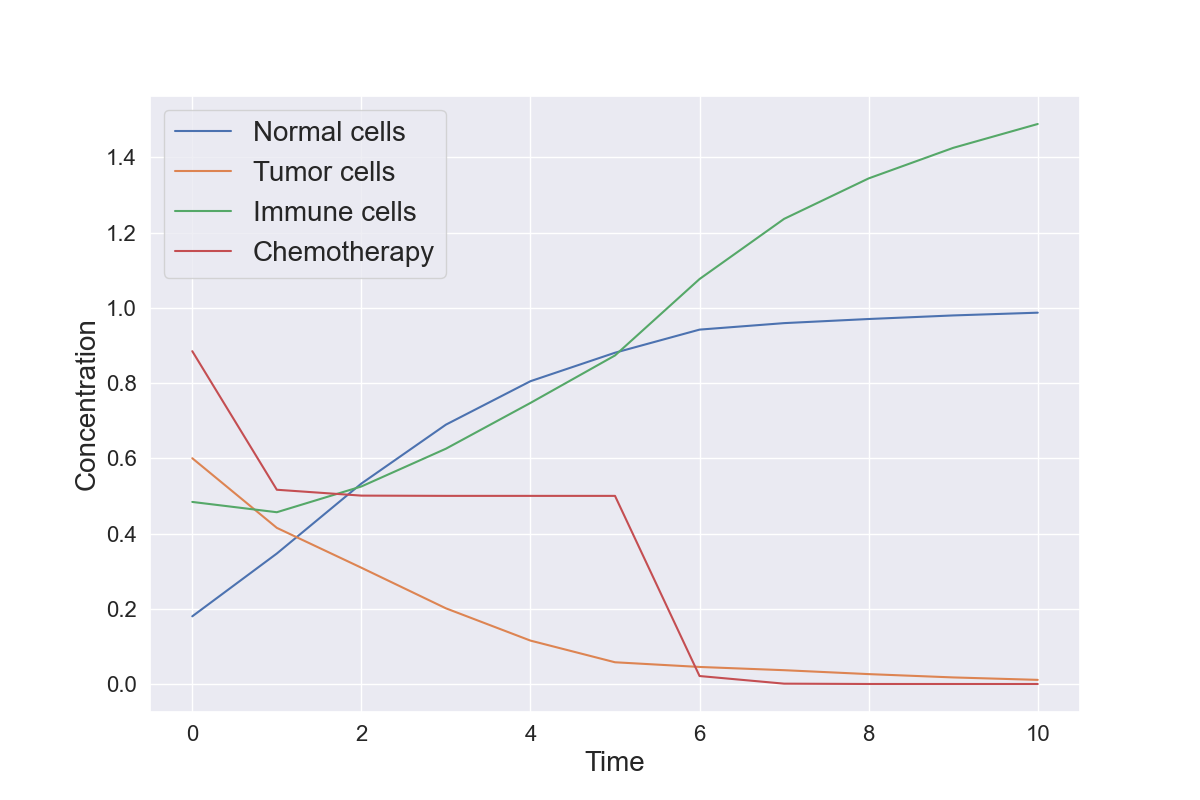 Normal cells
Tumor cells
Immune cells
Chemotherapy
1.4
1.2
1.0
0.8
0.6
0.4
0.2
0.0
Concentration
0 2 4 6 8 10
Time